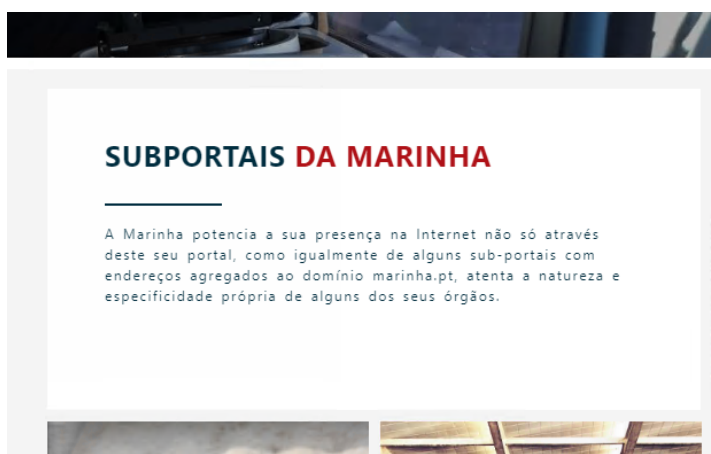 SUBPORTAIS DA MARINHA
A Marinha potencia a sua presença na Internet não só através
deste seu portal, como igualmente de alguns sub-portais com
endereços agregados ao domínio marinha.pt, atenta a natureza e
especificidade própria de alguns dos seus órgãos.